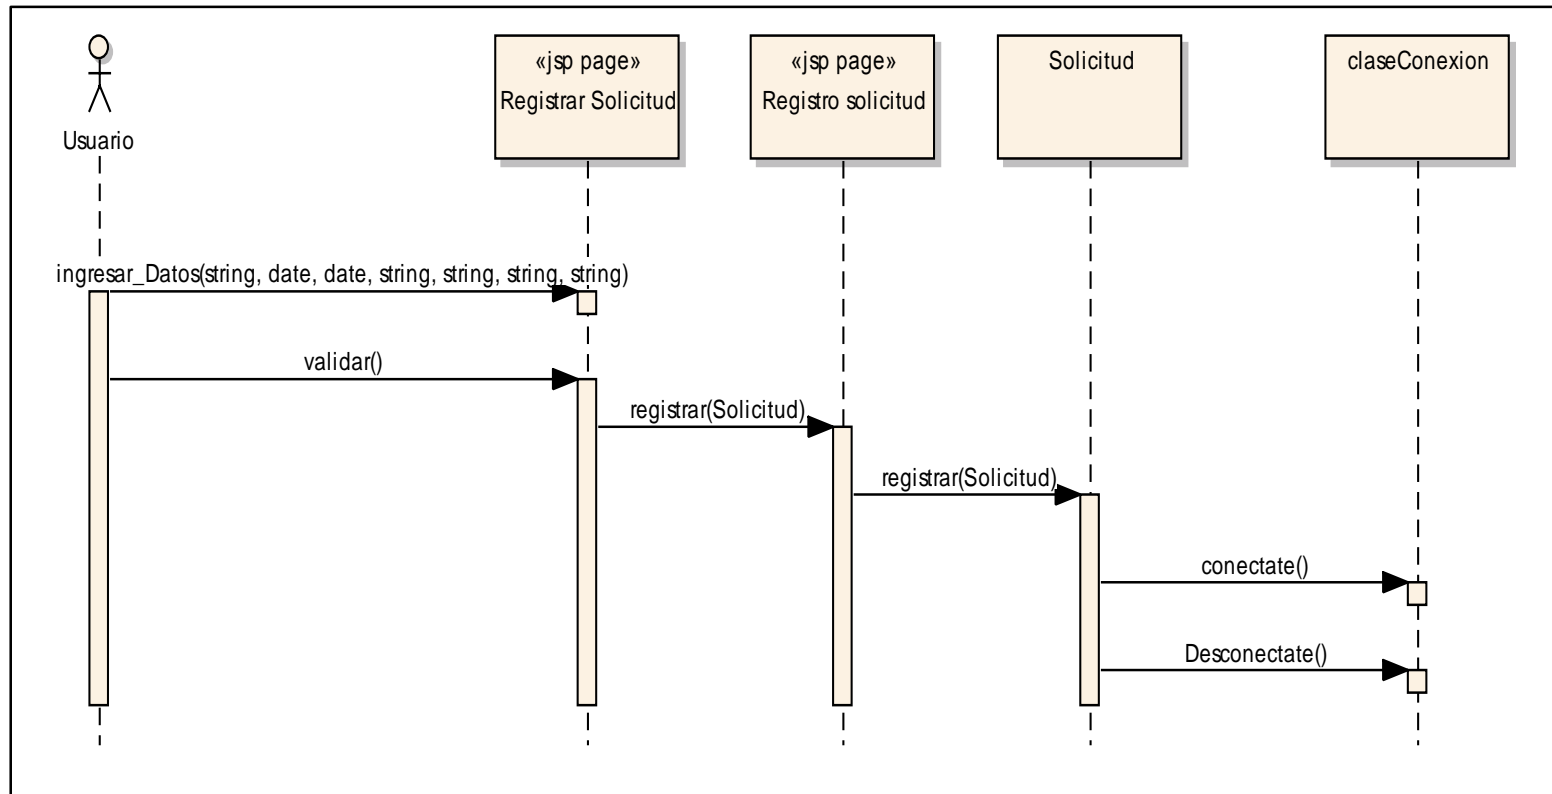 «jsp page»
Registrar Solicitud
«jsp page»
Registro solicitud
Solicitud
claseConexion
Usuario
ingresar_Datos(string, date, date, string, string, string, string)
validar()
registrar(Solicitud)
registrar(Solicitud)
conectate()
Desconectate()